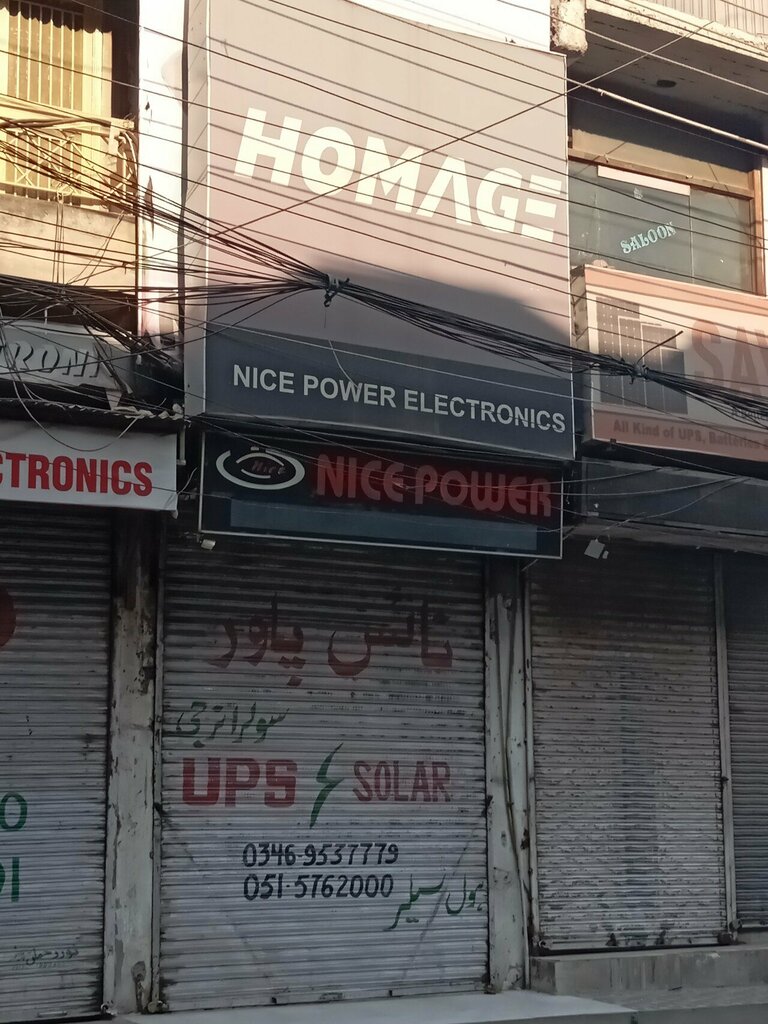 HOMAGE
SALOON
NICE POWER ELECTRONICS
All Kind of UPS, Batteries
CTRONICS
Nice
NICE POWER
نائس پاور
سولر انرجی
UPS SOLAR
0346-9537779
051-5762000
ہول سیلر